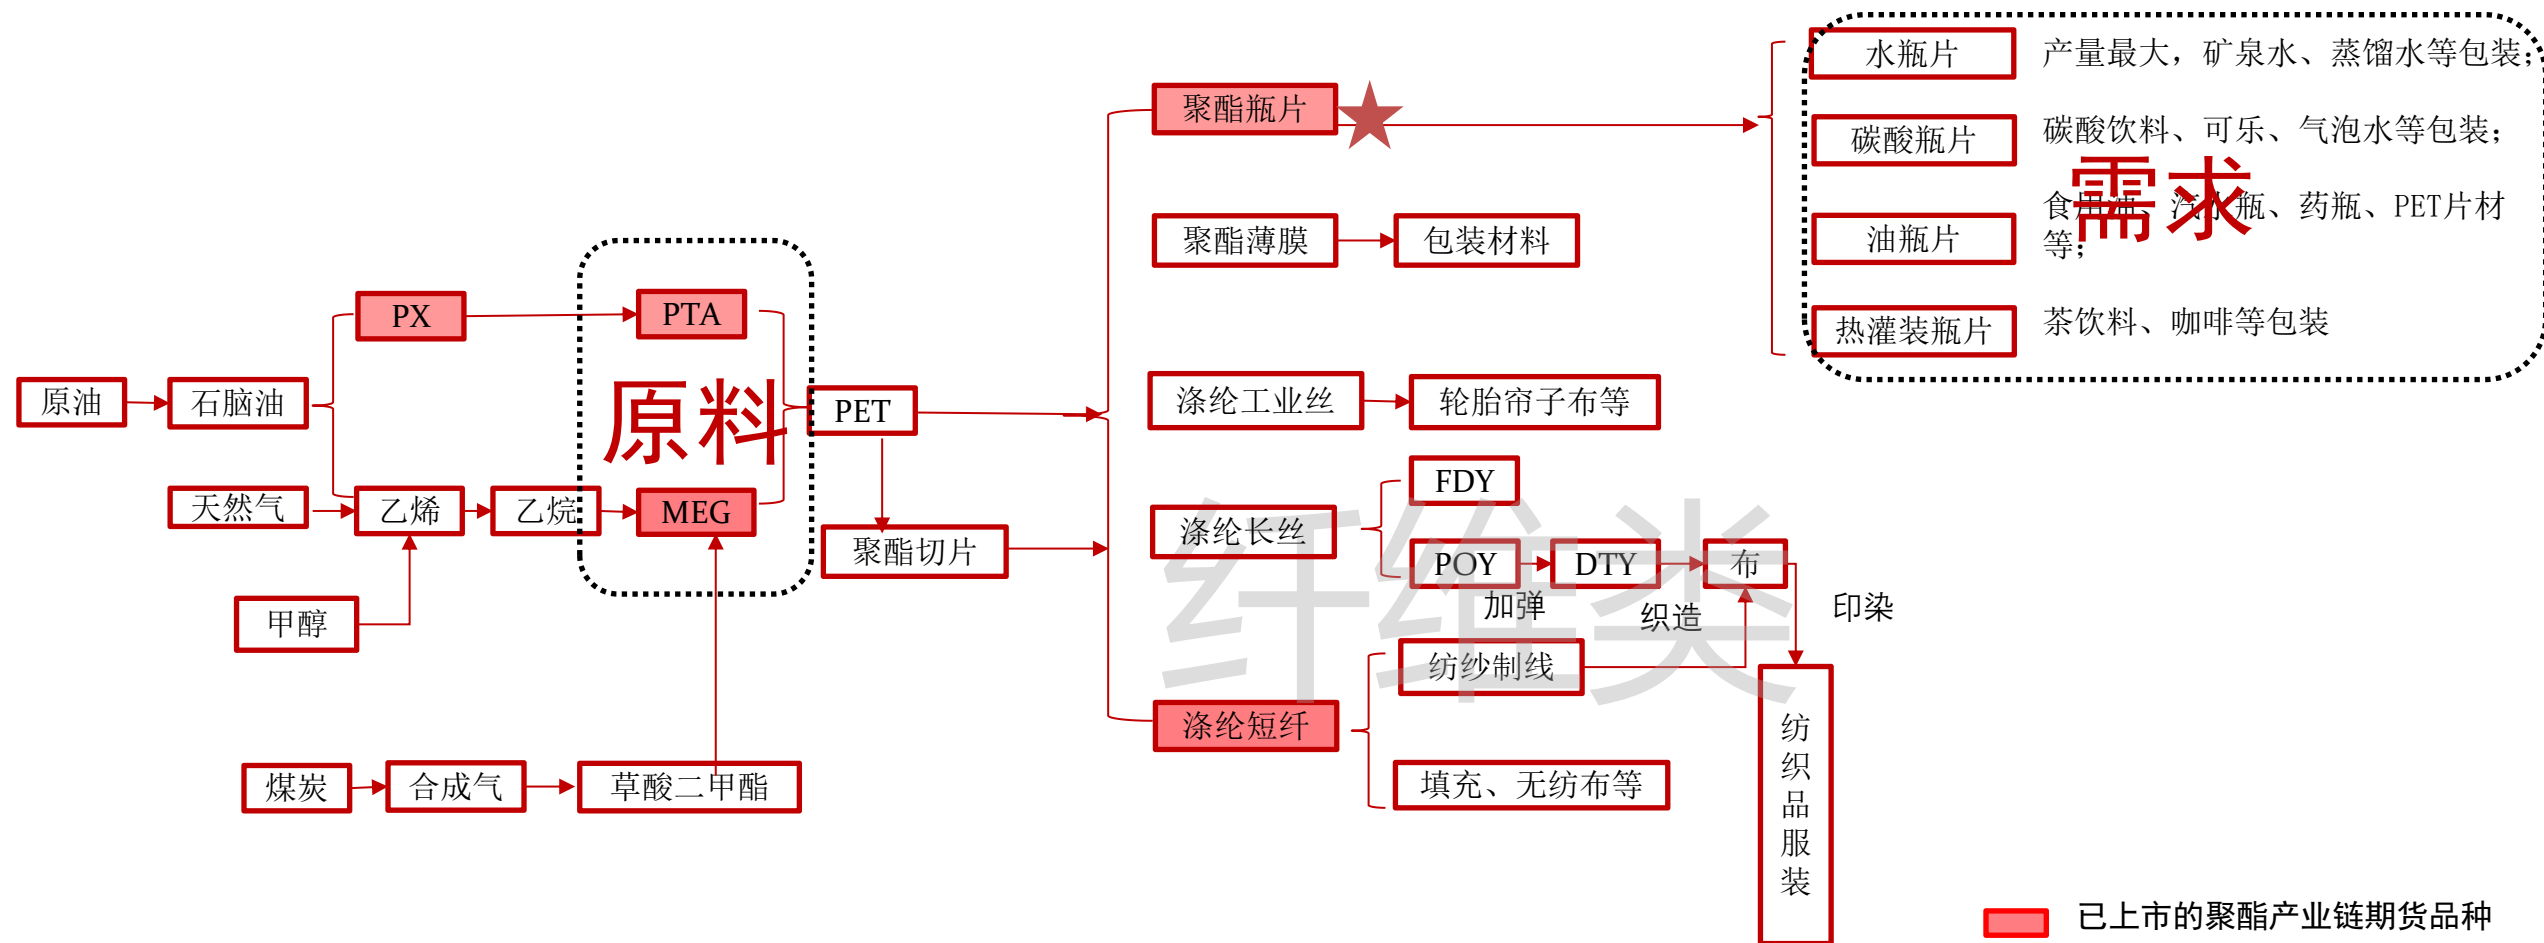 水瓶片
产量最大，矿泉水、蒸馏水等包装；
聚酯瓶片
碳酸瓶片
碳酸饮料、可乐、气泡水等包装；
需求
聚酯薄膜
包装材料
油瓶片
食用油、汽水瓶、药瓶、PET片材
等；
PX
PTA
热灌装瓶片
茶饮料、咖啡等包装
原油
石脑油
原料
PET
涤纶工业丝
轮胎帘子布等
天然气
乙烯
乙烷
MEG
FDY
聚酯切片
涤纶长丝
POY
DTY
布
加弹
织造
印染
纤维类
甲醇
纺纱制线
涤纶短纤
纺织品服装
煤炭
合成气
草酸二甲酯
填充、无纺布等
已上市的聚酯产业链期货品种